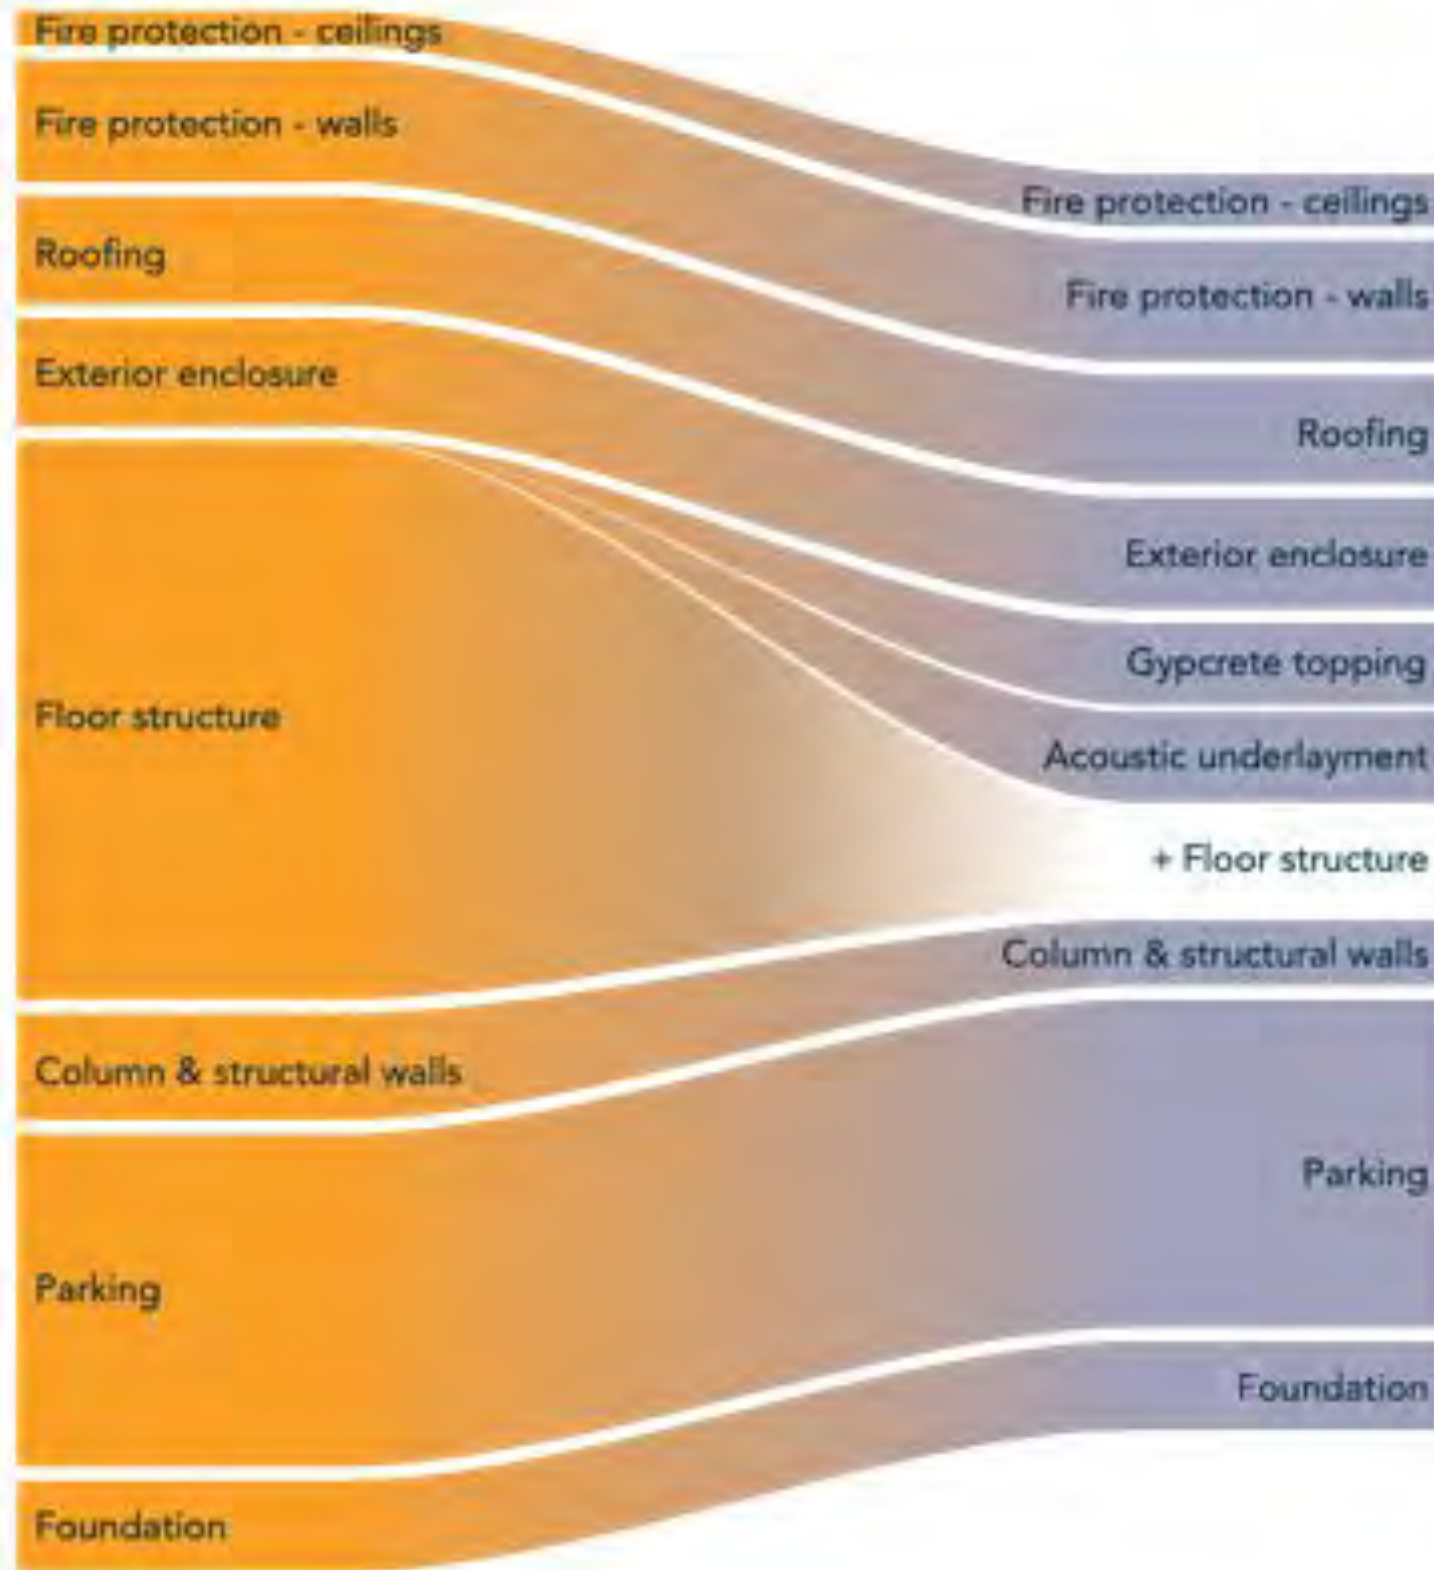 Fire protection - ceilings
Fire protection - walls
Roofing
Exterior enclosure
Floor structure
Column & structural walls
Parking
Foundation
Fire protection - ceilings
Fire protection - walls
Roofing
Exterior enclosure
Gypcrete topping
Acoustic underlayment
+ Floor structure
Column & structural walls
Parking
Foundation